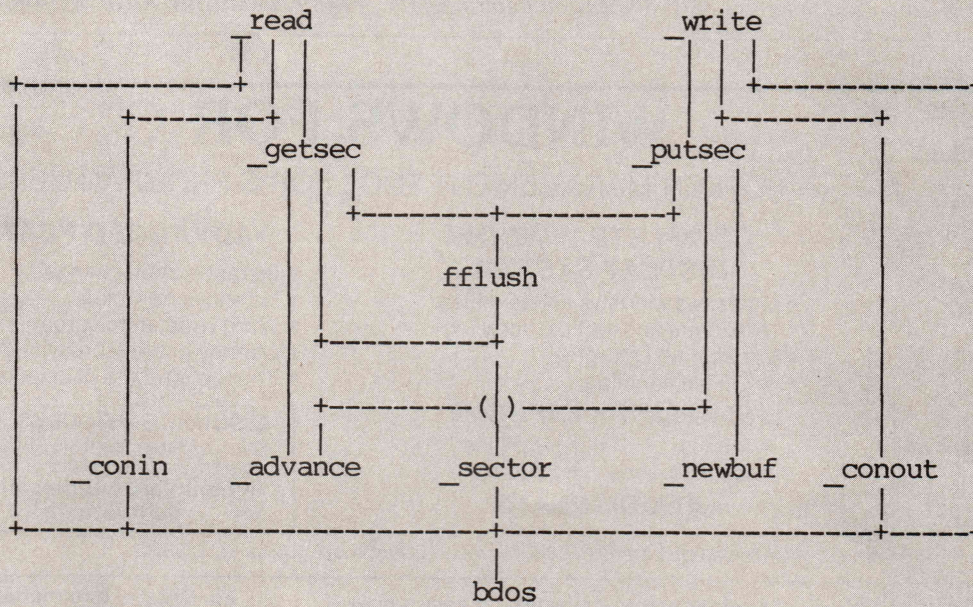 _read _write
_getsec _putsec
fflush
( )
_conin _advance _sector _newbuf _conout
bdos